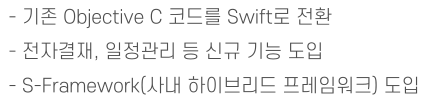 - 기존 Objective C 코드를 Swift로 전환
- 전자결재, 일정관리 등 신규 기능 도입
- S-Framework(사내 하이브리드 프레임워크) 도입